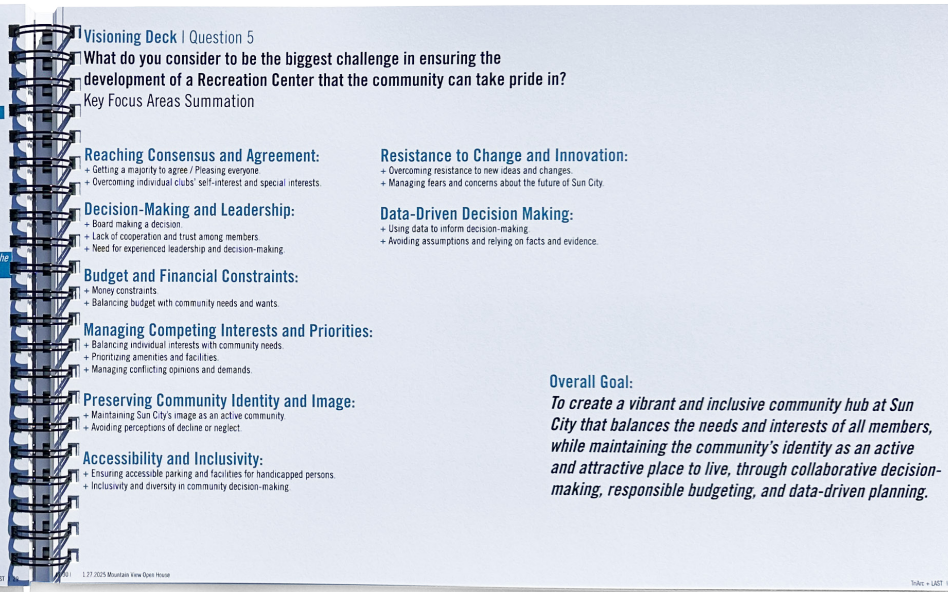 Visioning Deck | Question 5
What do you consider to be the biggest challenge in ensuring the
development of a Recreation Center that the community can take pride in?
Key Focus Areas Summation
Reaching Consensus and Agreement:
+ Getting a majority to agree / Pleasing everyone.
+ Overcoming individual clubs' self-interest and special interests.
Decision-Making and Leadership:
+ Board making a decision.
+ Lack of cooperation and trust among members.
+ Need for experienced leadership and decision-making.
Budget and Financial Constraints:
+ Money constraints
+ Balancing budget with community needs and wants.
Managing Competing Interests and Priorities:
+ Balancing individual interests with community needs.
+ Prioritizing amenities and facilities.
+ Managing conflicting opinions and demands.
Preserving Community Identity and Image:
+ Maintaining Sun City's image as an active community.
+ Avoiding perceptions of decline or neglect.
Accessibility and Inclusivity:
+ Ensuring accessible parking and facilities for handicapped persons.
+ Inclusivity and diversity in community decision-making.
Resistance to Change and Innovation:
+ Overcoming resistance to new ideas and changes.
+ Managing fears and concerns about the future of Sun City.
Data-Driven Decision Making:
+ Using data to inform decision-making.
+ Avoiding assumptions and relying on facts and evidence.
Overall Goal:
To create a vibrant and inclusive community hub at Sun
City that balances the needs and interests of all members,
while maintaining the community's identity as an active
and attractive place to live, through collaborative decision-
making, responsible budgeting, and data-driven planning.
1.27.2025 Mountain View Open House
TriArc + LAST